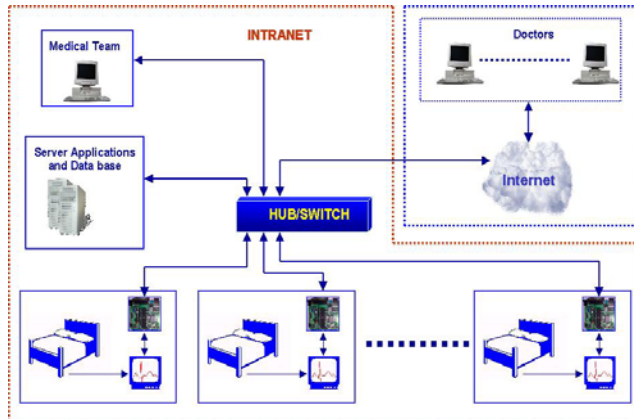 INTRANET
Medical Team
Doctors
Server Applications
and Data base
Internet
HUB/SWITCH